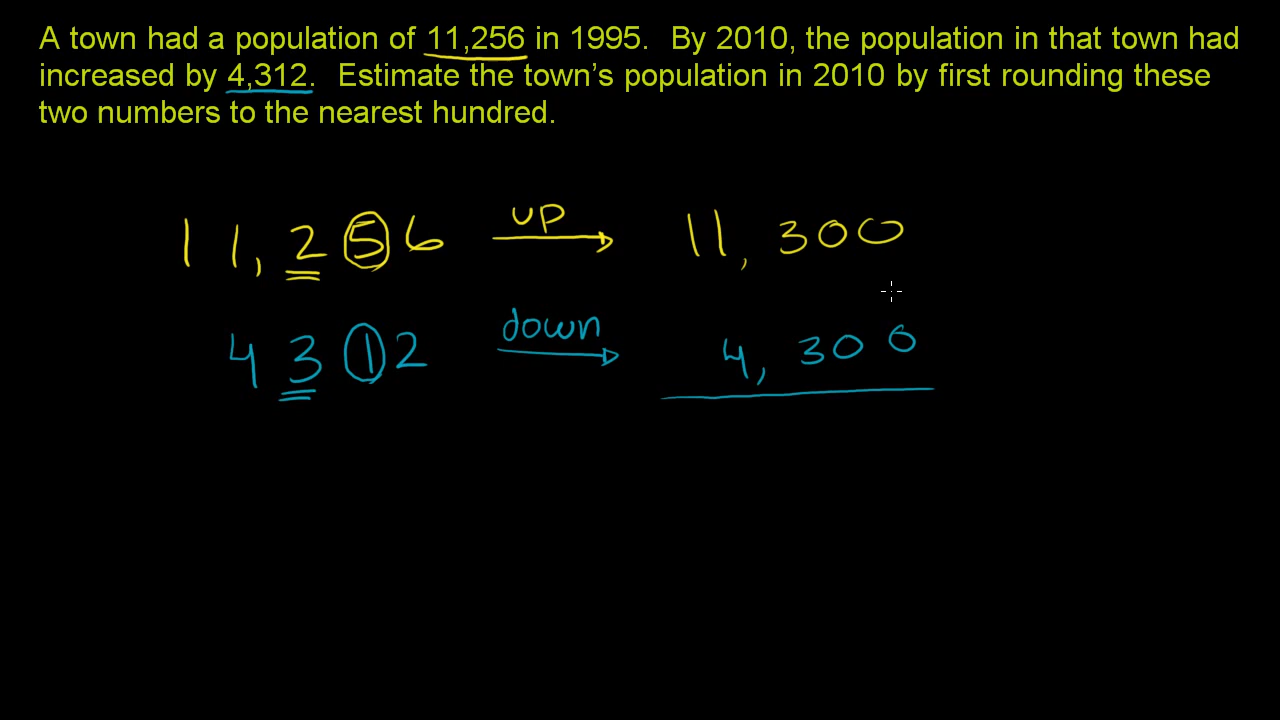 A town had a population of 11,256 in 1995. By 2010, the population in that town had
increased by 4,312. Estimate the town's population in 2010 by first rounding these
two numbers to the nearest hundred.
11,256 up 11,300
4312 down 4,300